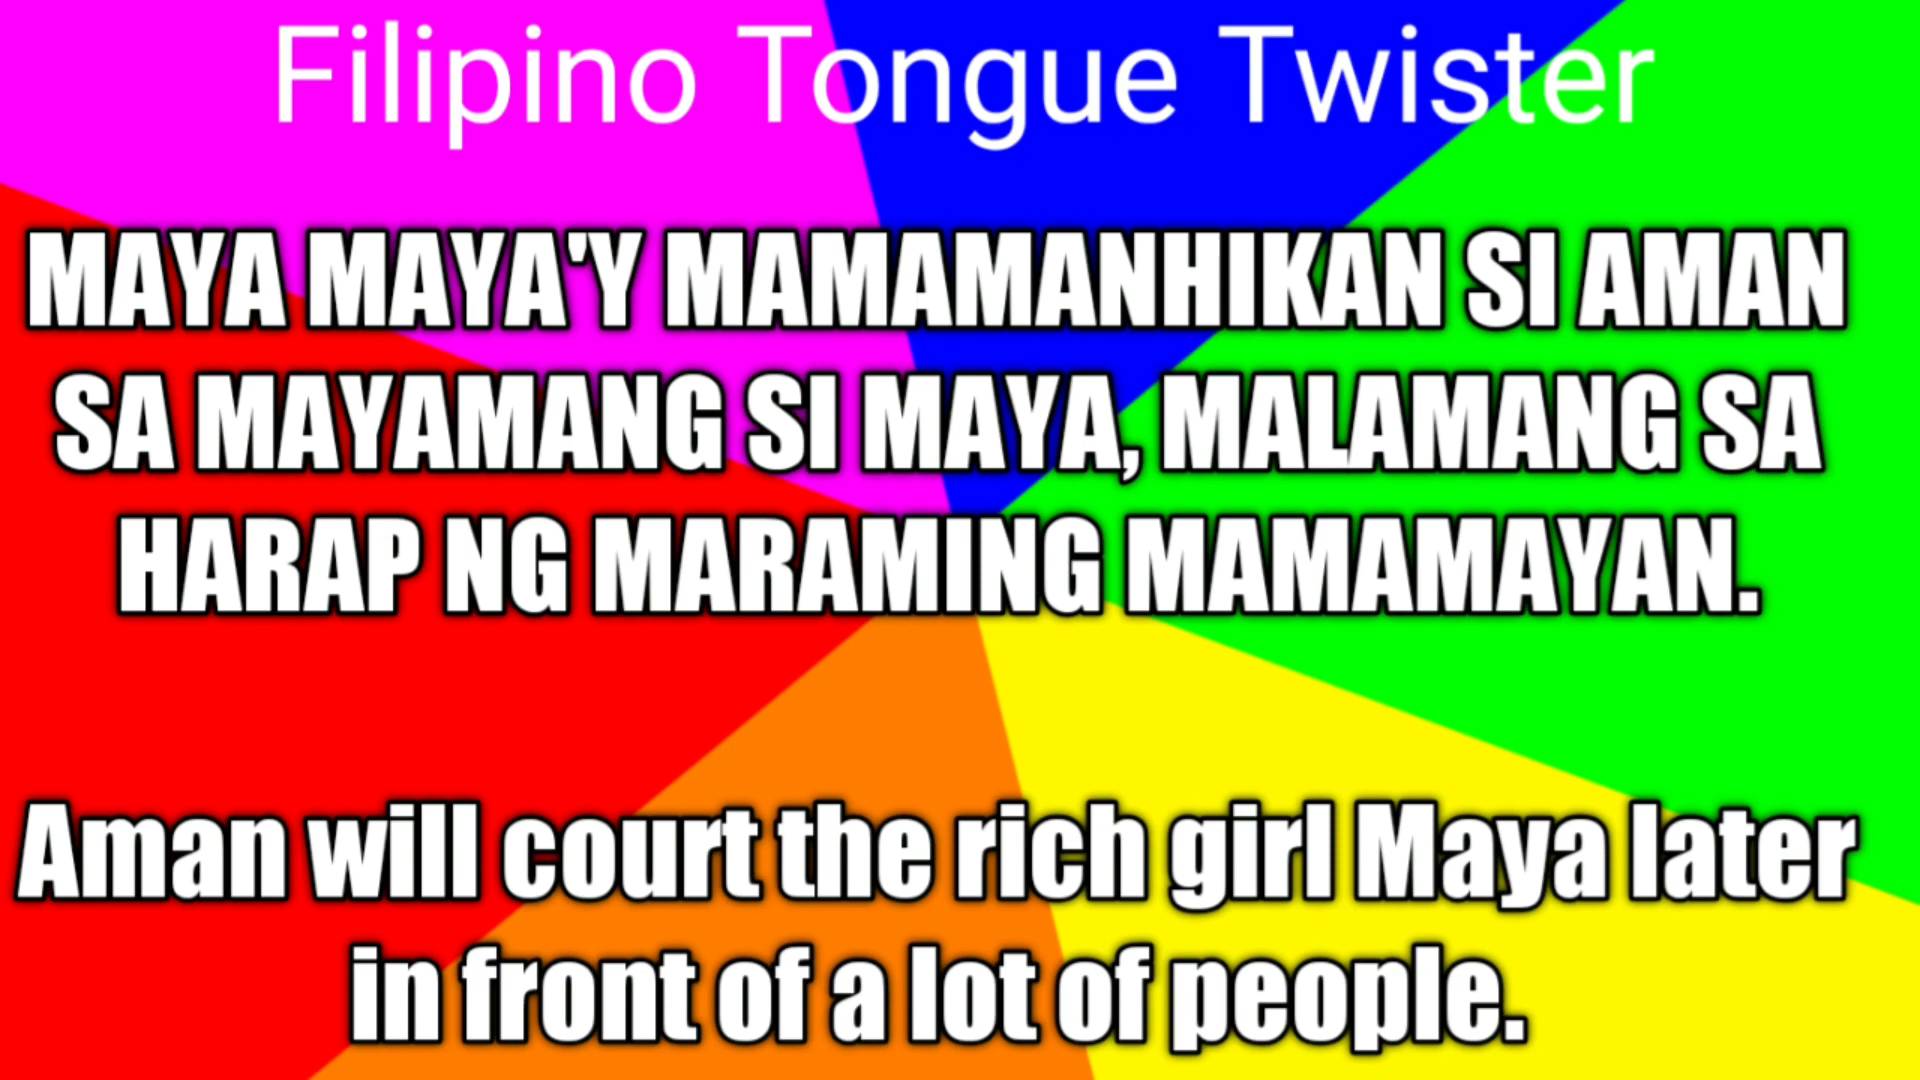 Filipino Tongue Twister
MAYA MAYA'Y MAMAMANHIKAN SI AMAN
SA MAYAMANG SI MAYA, MALAMANG SA
HARAP NG MARAMING MAMAMAYAN.
Aman will court the rich girl Maya later
in front of a lot of people.